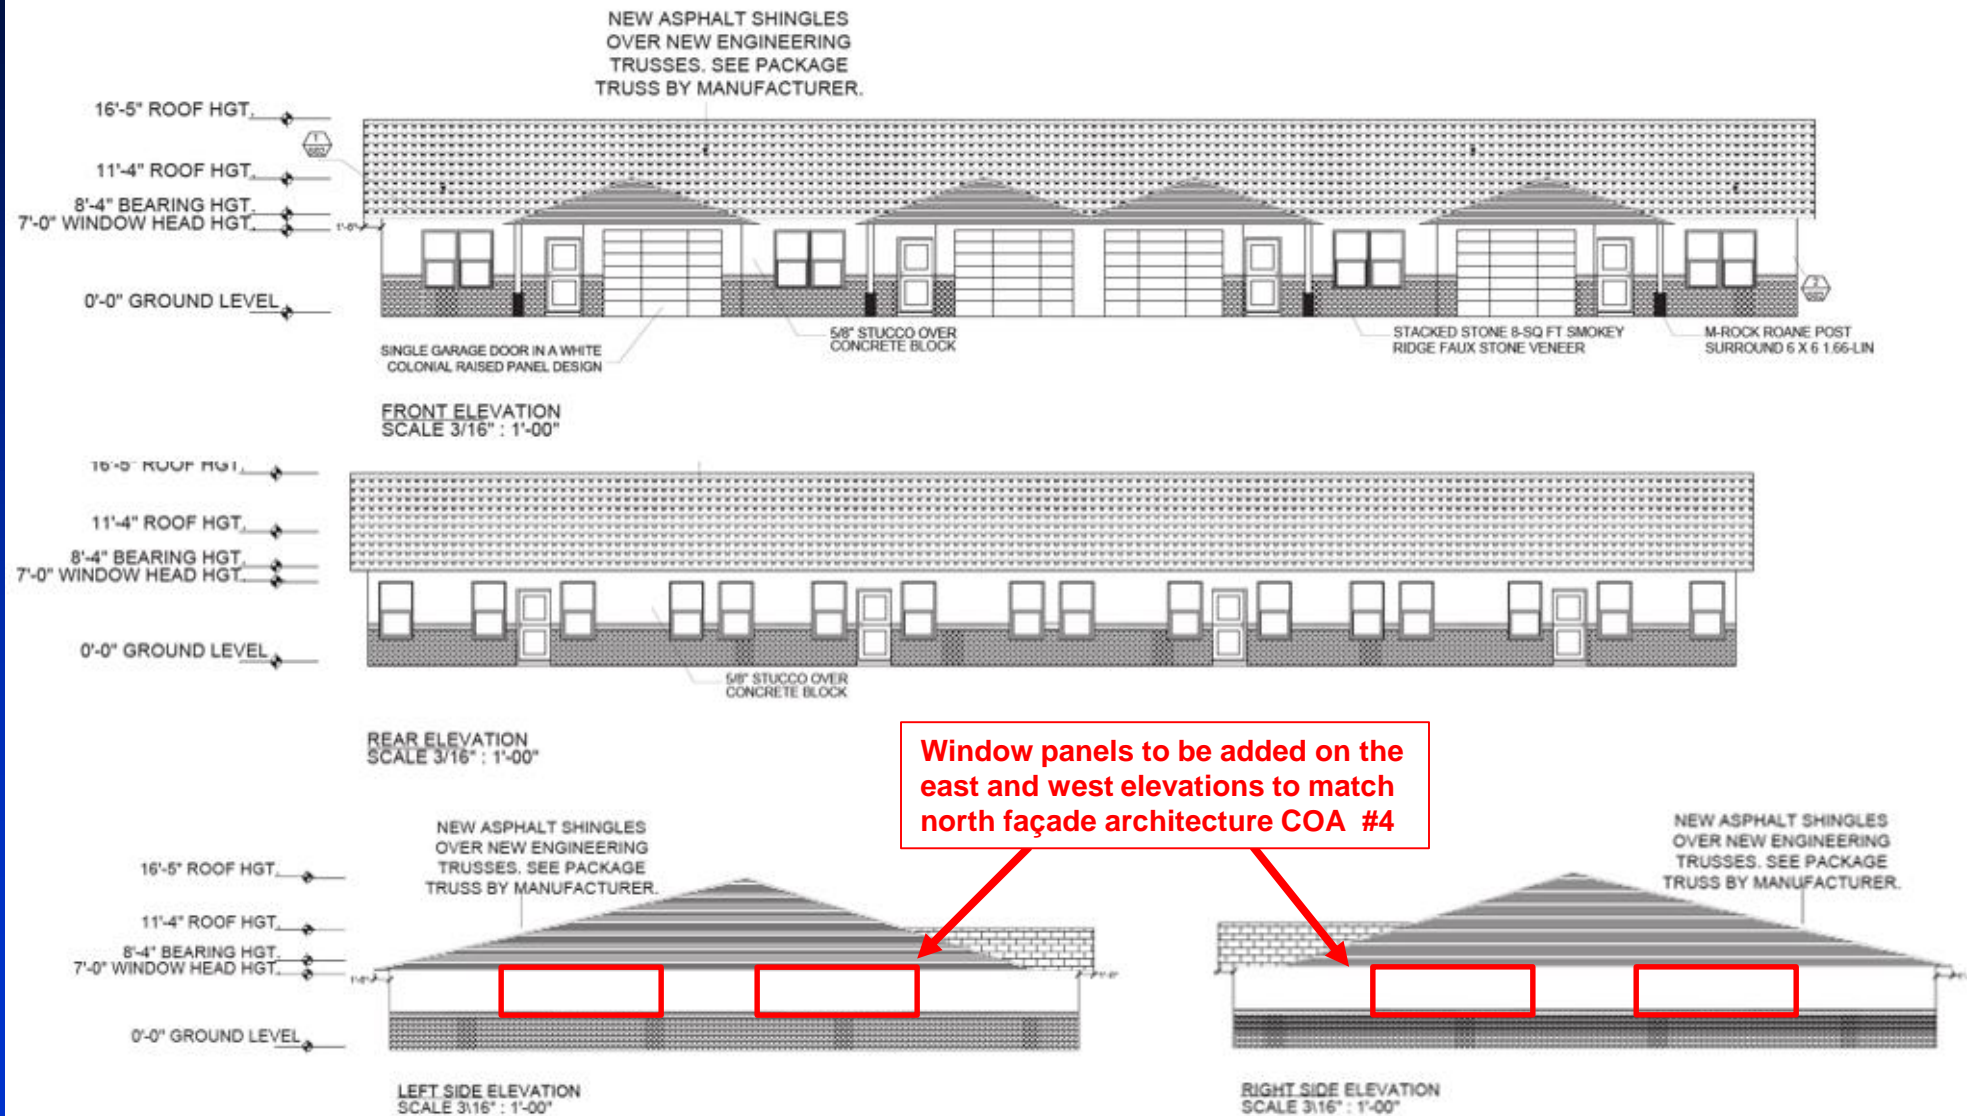 NEW ASPHALT SHINGLES
OVER NEW ENGINEERING
TRUSSES. SEE PACKAGE
TRUSS BY MANUFACTURER.
16'-5" ROOF HGT.
11'-4" ROOF HGT.
8'-4" BEARING HGT.
7'-0" WINDOW HEAD HGT.
1'-6"
0'-0" GROUND LEVEL
1
2
SINGLE GARAGE DOOR IN A WHITE
COLONIAL RAISED PANEL DESIGN
5/8" STUCCO OVER
CONCRETE BLOCK
STACKED STONE 8-SQ FT SMOKEY
RIDGE FAUX STONE VENEER
M-ROCK ROANE POST
SURROUND 6 X 6 1.66-LIN
FRONT ELEVATION
SCALE 3/16" : 1'-00"
16'-5" ROOF HGT.
11'-4" ROOF HGT.
8'-4" BEARING HGT.
7'-0" WINDOW HEAD HGT.
0'-0" GROUND LEVEL
5/8" STUCCO OVER
CONCRETE BLOCK
REAR ELEVATION
SCALE 3/16" : 1'-00"
Window panels to be added on the
east and west elevations to match
north façade architecture COA #4
NEW ASPHALT SHINGLES
OVER NEW ENGINEERING
TRUSSES. SEE PACKAGE
TRUSS BY MANUFACTURER.
16'-5" ROOF HGT.
11'-4" ROOF HGT.
8'-4" BEARING HGT.
7'-0" WINDOW HEAD HGT.
0'-0" GROUND LEVEL
LEFT SIDE ELEVATION
SCALE 3\16" : 1'-00"
NEW ASPHALT SHINGLES
OVER NEW ENGINEERING
TRUSSES. SEE PACKAGE
TRUSS BY MANUFACTURER.
RIGHT SIDE ELEVATION
SCALE 3\16" : 1'-00"